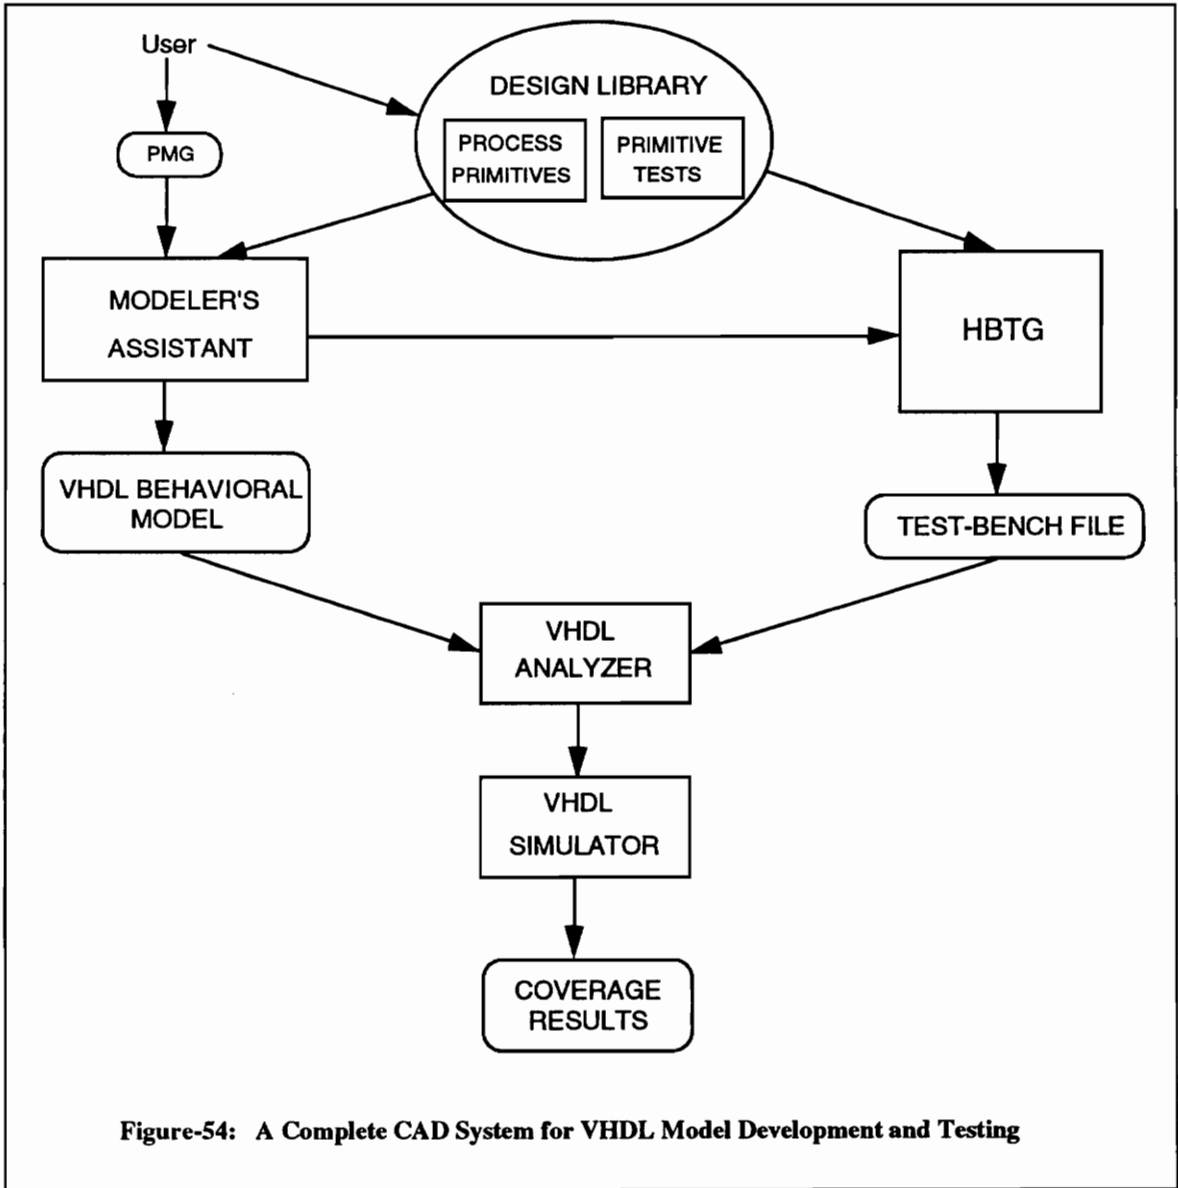 User
DESIGN LIBRARY
PROCESS
PRIMITIVES
PRIMITIVE
TESTS
PMG
MODELER'S
ASSISTANT
HBTG
VHDL BEHAVIORAL
MODEL
TEST-BENCH FILE
VHDL
ANALYZER
VHDL
SIMULATOR
COVERAGE
RESULTS
Figure-54: A Complete CAD System for VHDL Model Development and Testing